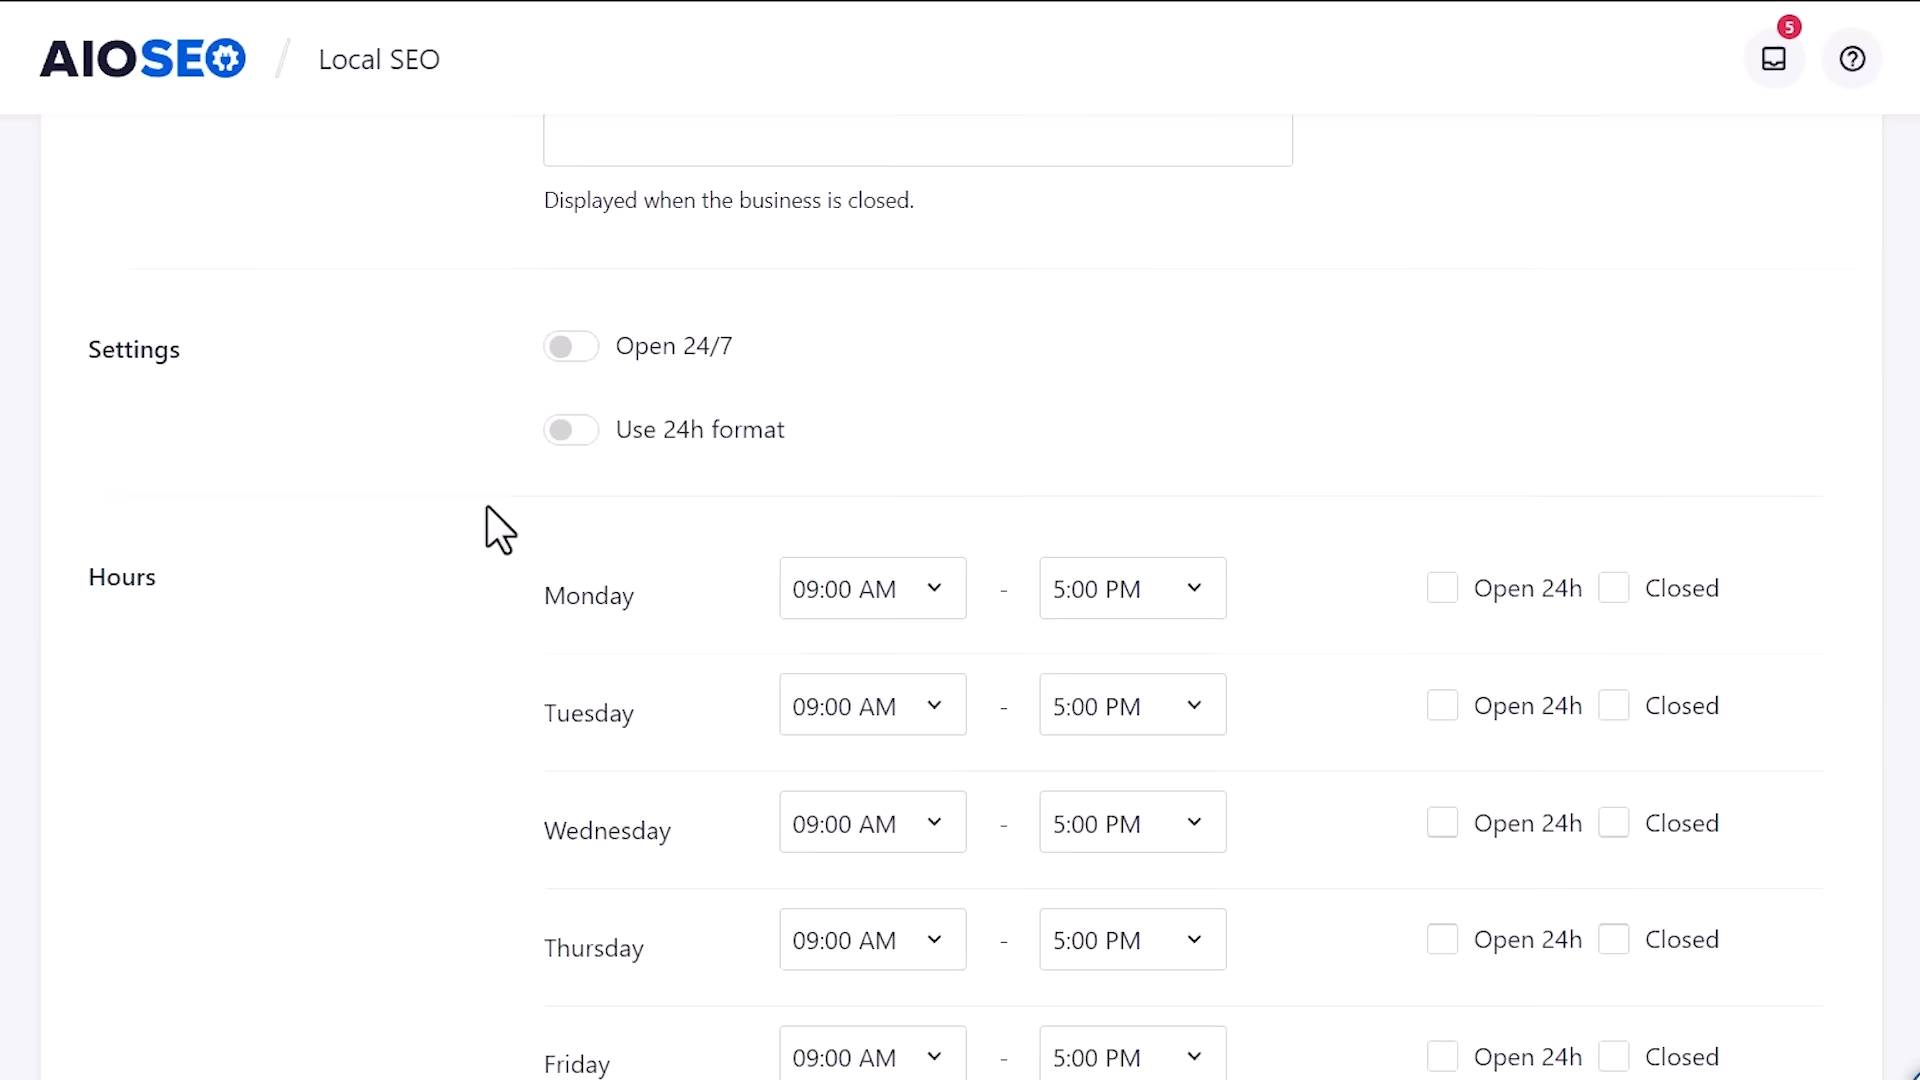 AIOSEO / Local SEO
5
Displayed when the business is closed.
Settings
Open 24/7
Use 24h format
Hours
Monday 09:00 AM - 5:00 PM Open 24h Closed
Tuesday 09:00 AM - 5:00 PM Open 24h Closed
Wednesday 09:00 AM - 5:00 PM Open 24h Closed
Thursday 09:00 AM - 5:00 PM Open 24h Closed
Friday 09:00 AM - 5:00 PM Open 24h Closed